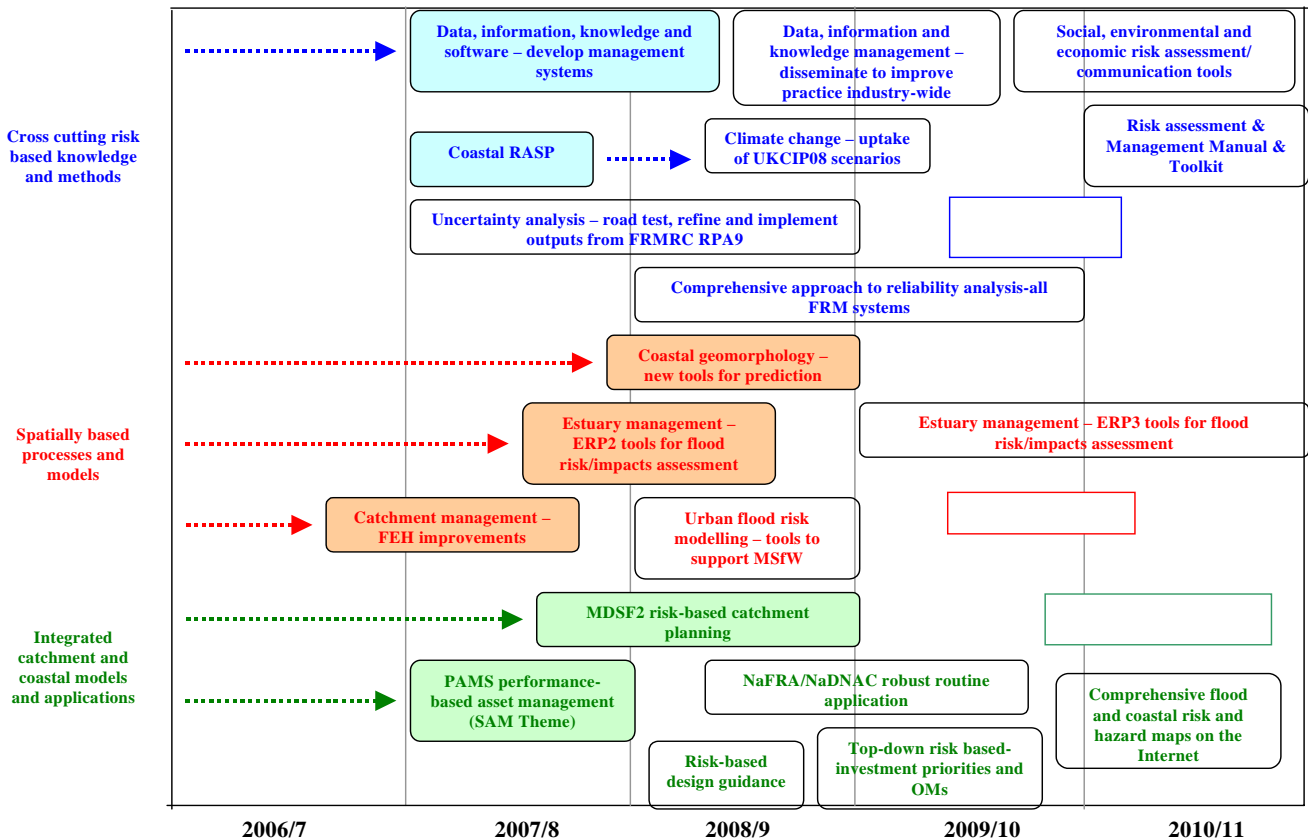 Data, information, knowledge and
software – develop management
systems
Data, information and
knowledge management –
disseminate to improve
practice industry-wide
Social, environmental and
economic risk assessment/
communication tools
Cross cutting risk
based knowledge
and methods
Coastal RASP
Climate change – uptake
of UKCIP08 scenarios
Risk assessment &
Management Manual &
Toolkit
Uncertainty analysis – road test, refine and implement
outputs from FRMRC RPA9
Comprehensive approach to reliability analysis-all
FRM systems
Coastal geomorphology –
new tools for prediction
Spatially based
processes and
models
Estuary management –
ERP2 tools for flood
risk/impacts assessment
Estuary management – ERP3 tools for flood
risk/impacts assessment
Catchment management –
FEH improvements
Urban flood risk
modelling – tools to
support MSfW
Integrated
catchment and
coastal models
and applications
MDSF2 risk-based catchment
planning
PAMS performance-
based asset management
(SAM Theme)
NaFRA/NaDNAC robust routine
application
Comprehensive flood
and coastal risk and
hazard maps on the
Internet
Risk-based
design guidance
Top-down risk based-
investment priorities and
OMs
2006/7
2007/8
2008/9
2009/10
2010/11